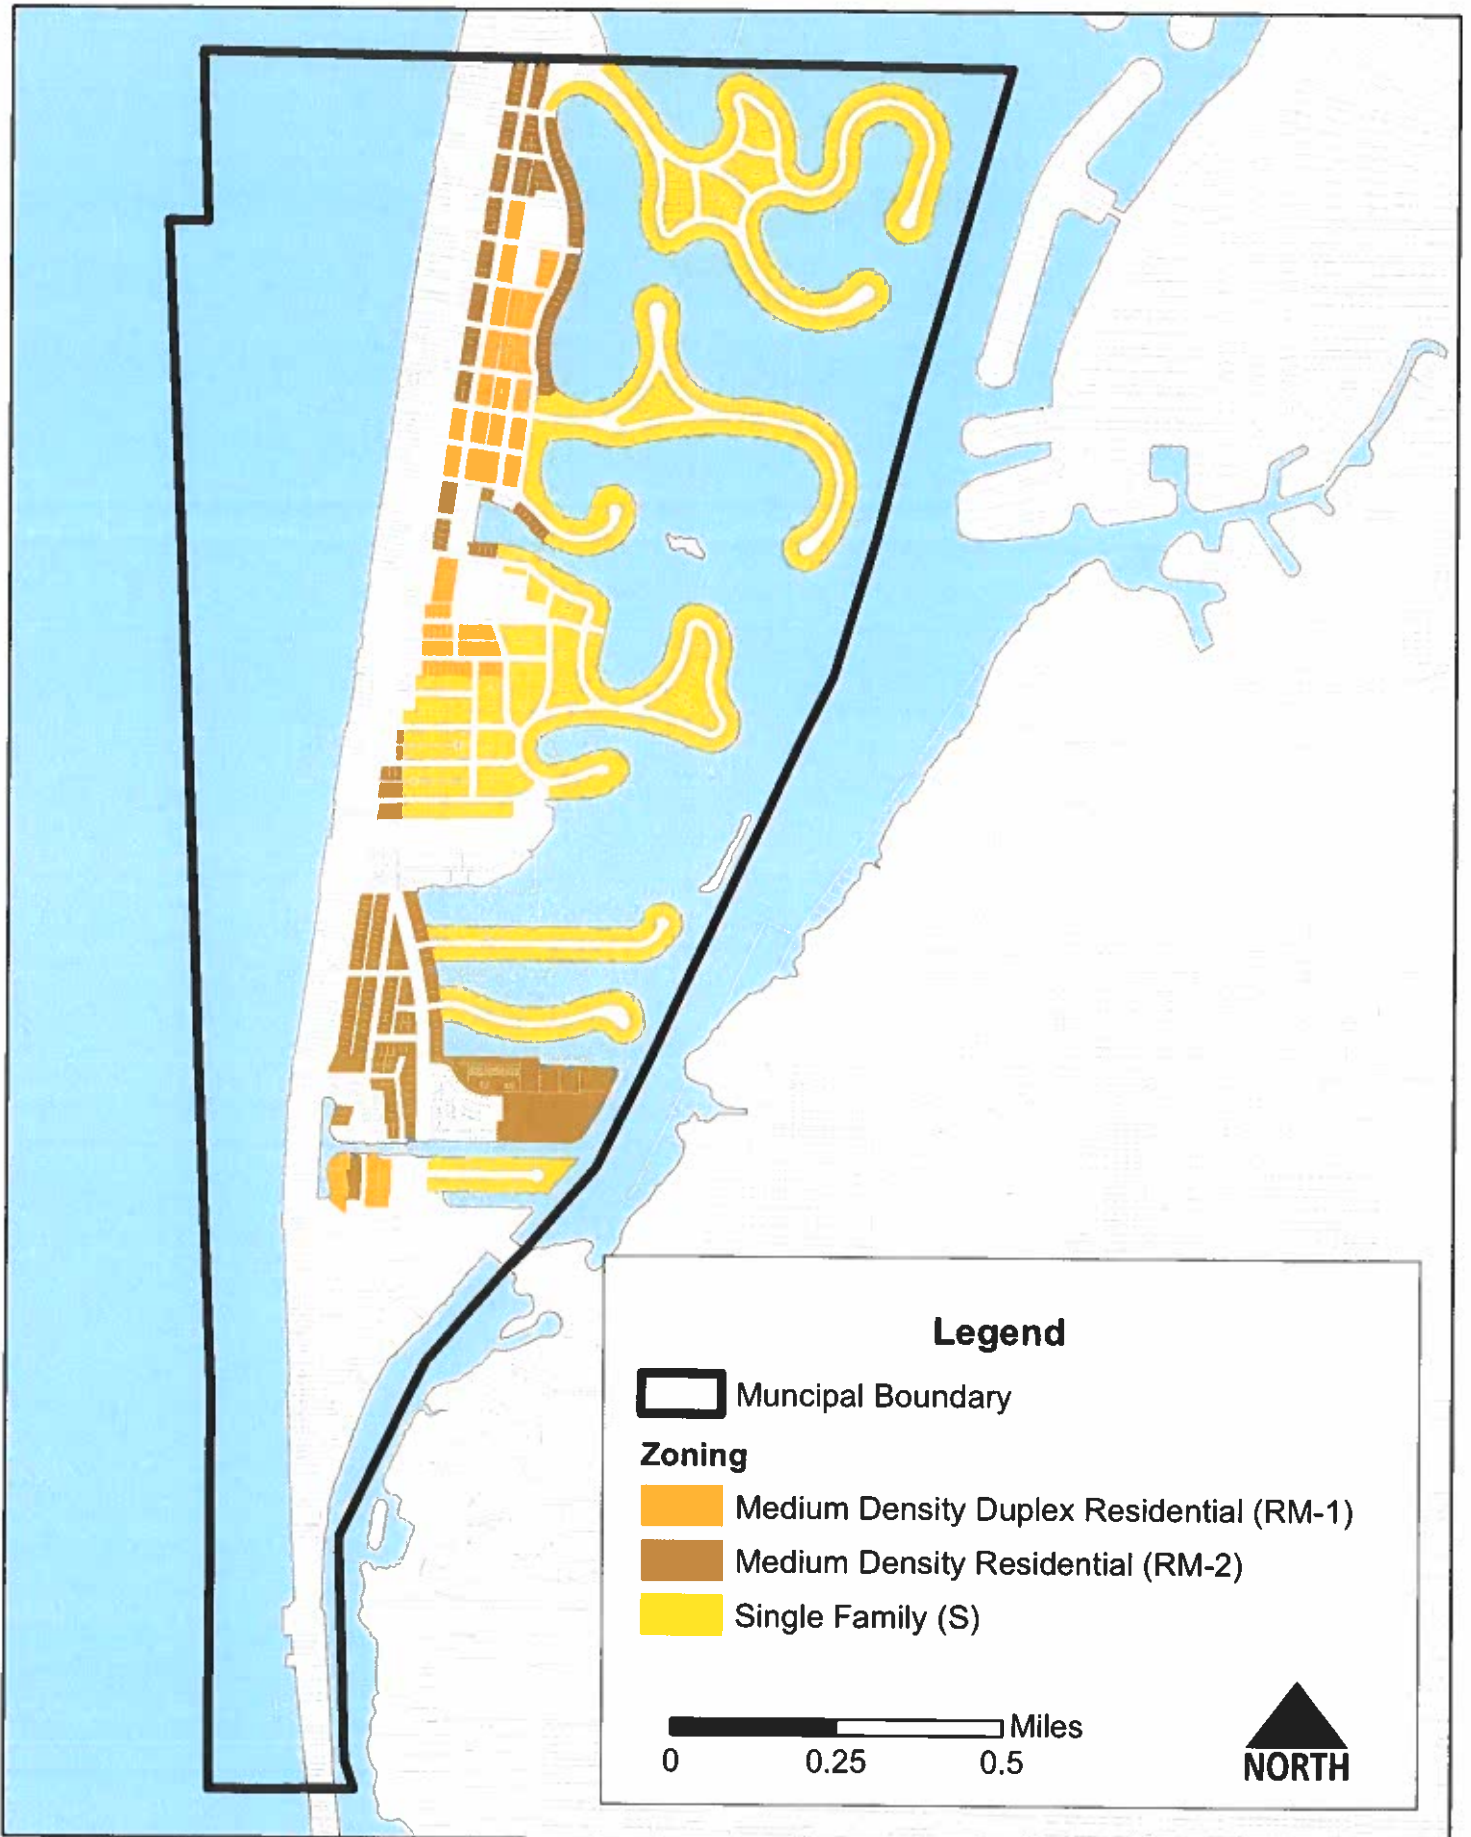 Legend
Muncipal Boundary
Zoning
Medium Density Duplex Residential (RM-1)
Medium Density Residential (RM-2)
Single Family (S)
Miles
0 0.25 0.5
NORTH